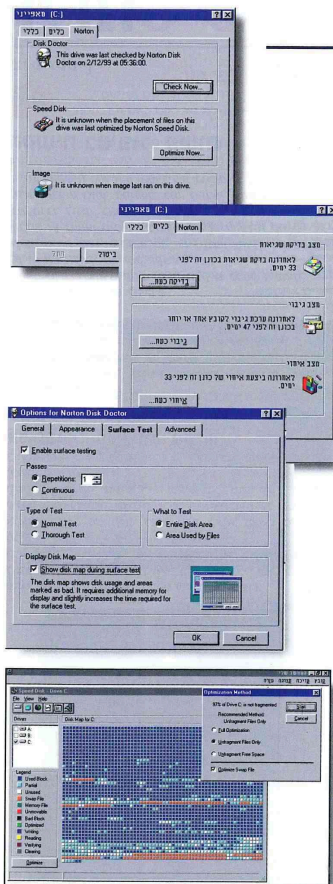 מאפייני (C:)
כללי
כלים
Norton
Disk Doctor
This drive was last checked by Norton Disk
Doctor on 2/12/99 at 05:36:00.
Check Now...
Speed Disk
It is unknown when the placement of files on this
drive was last optimized by Norton Speed Disk.
Optimize Now...
Image
It is unknown when image last ran on this drive.
ביטול
מאפייני (C:)
כללי
כלים
Norton
מצב בדיקת שגיאות
לאחרונה בדקת שגיאות בכונן זה לפני
33 ימים.
בדיקה כעת...
מצב גיבוי
לאחרונה ערכת גיבוי לקובץ אחד או יותר
בכונן זה לפני 47 ימים.
גיבוי כעת...
מצב איחוי
לאחרונה ביצעת איחוי של כונן זה לפני 33
ימים.
איחוי כעת...
Options for Norton Disk Doctor
General
Appearance
Surface Test
Advanced
Enable surface testing
Passes
Repetitions: 1
Continuous
Type of Test
Normal Test
Thorough Test
What to Test
Entire Disk Area
Area Used by Files
Display Disk Map
Show disk map during surface test
The disk map shows disk usage and areas
marked as bad. It requires additional memory for
display and slightly increases the time required for
the surface test.
OK
Cancel
Speed Disk - Drive C:
File View Help
Drives
A:
B:
C:
Disk Map for C:
Legend
Used Block
Partial
Unused
Swap File
Memory File
Unmovable
Bad Block
Optimized
Writing
Reading
Verifying
Clearing
Optimize
Optimization Method
97% of Drive C: is not fragmented
Recommended Method:
Unfragment Files Only
Full Optimization
Unfragment Files Only
Unfragment Free Space
Optimize Swap File
Start
Cancel